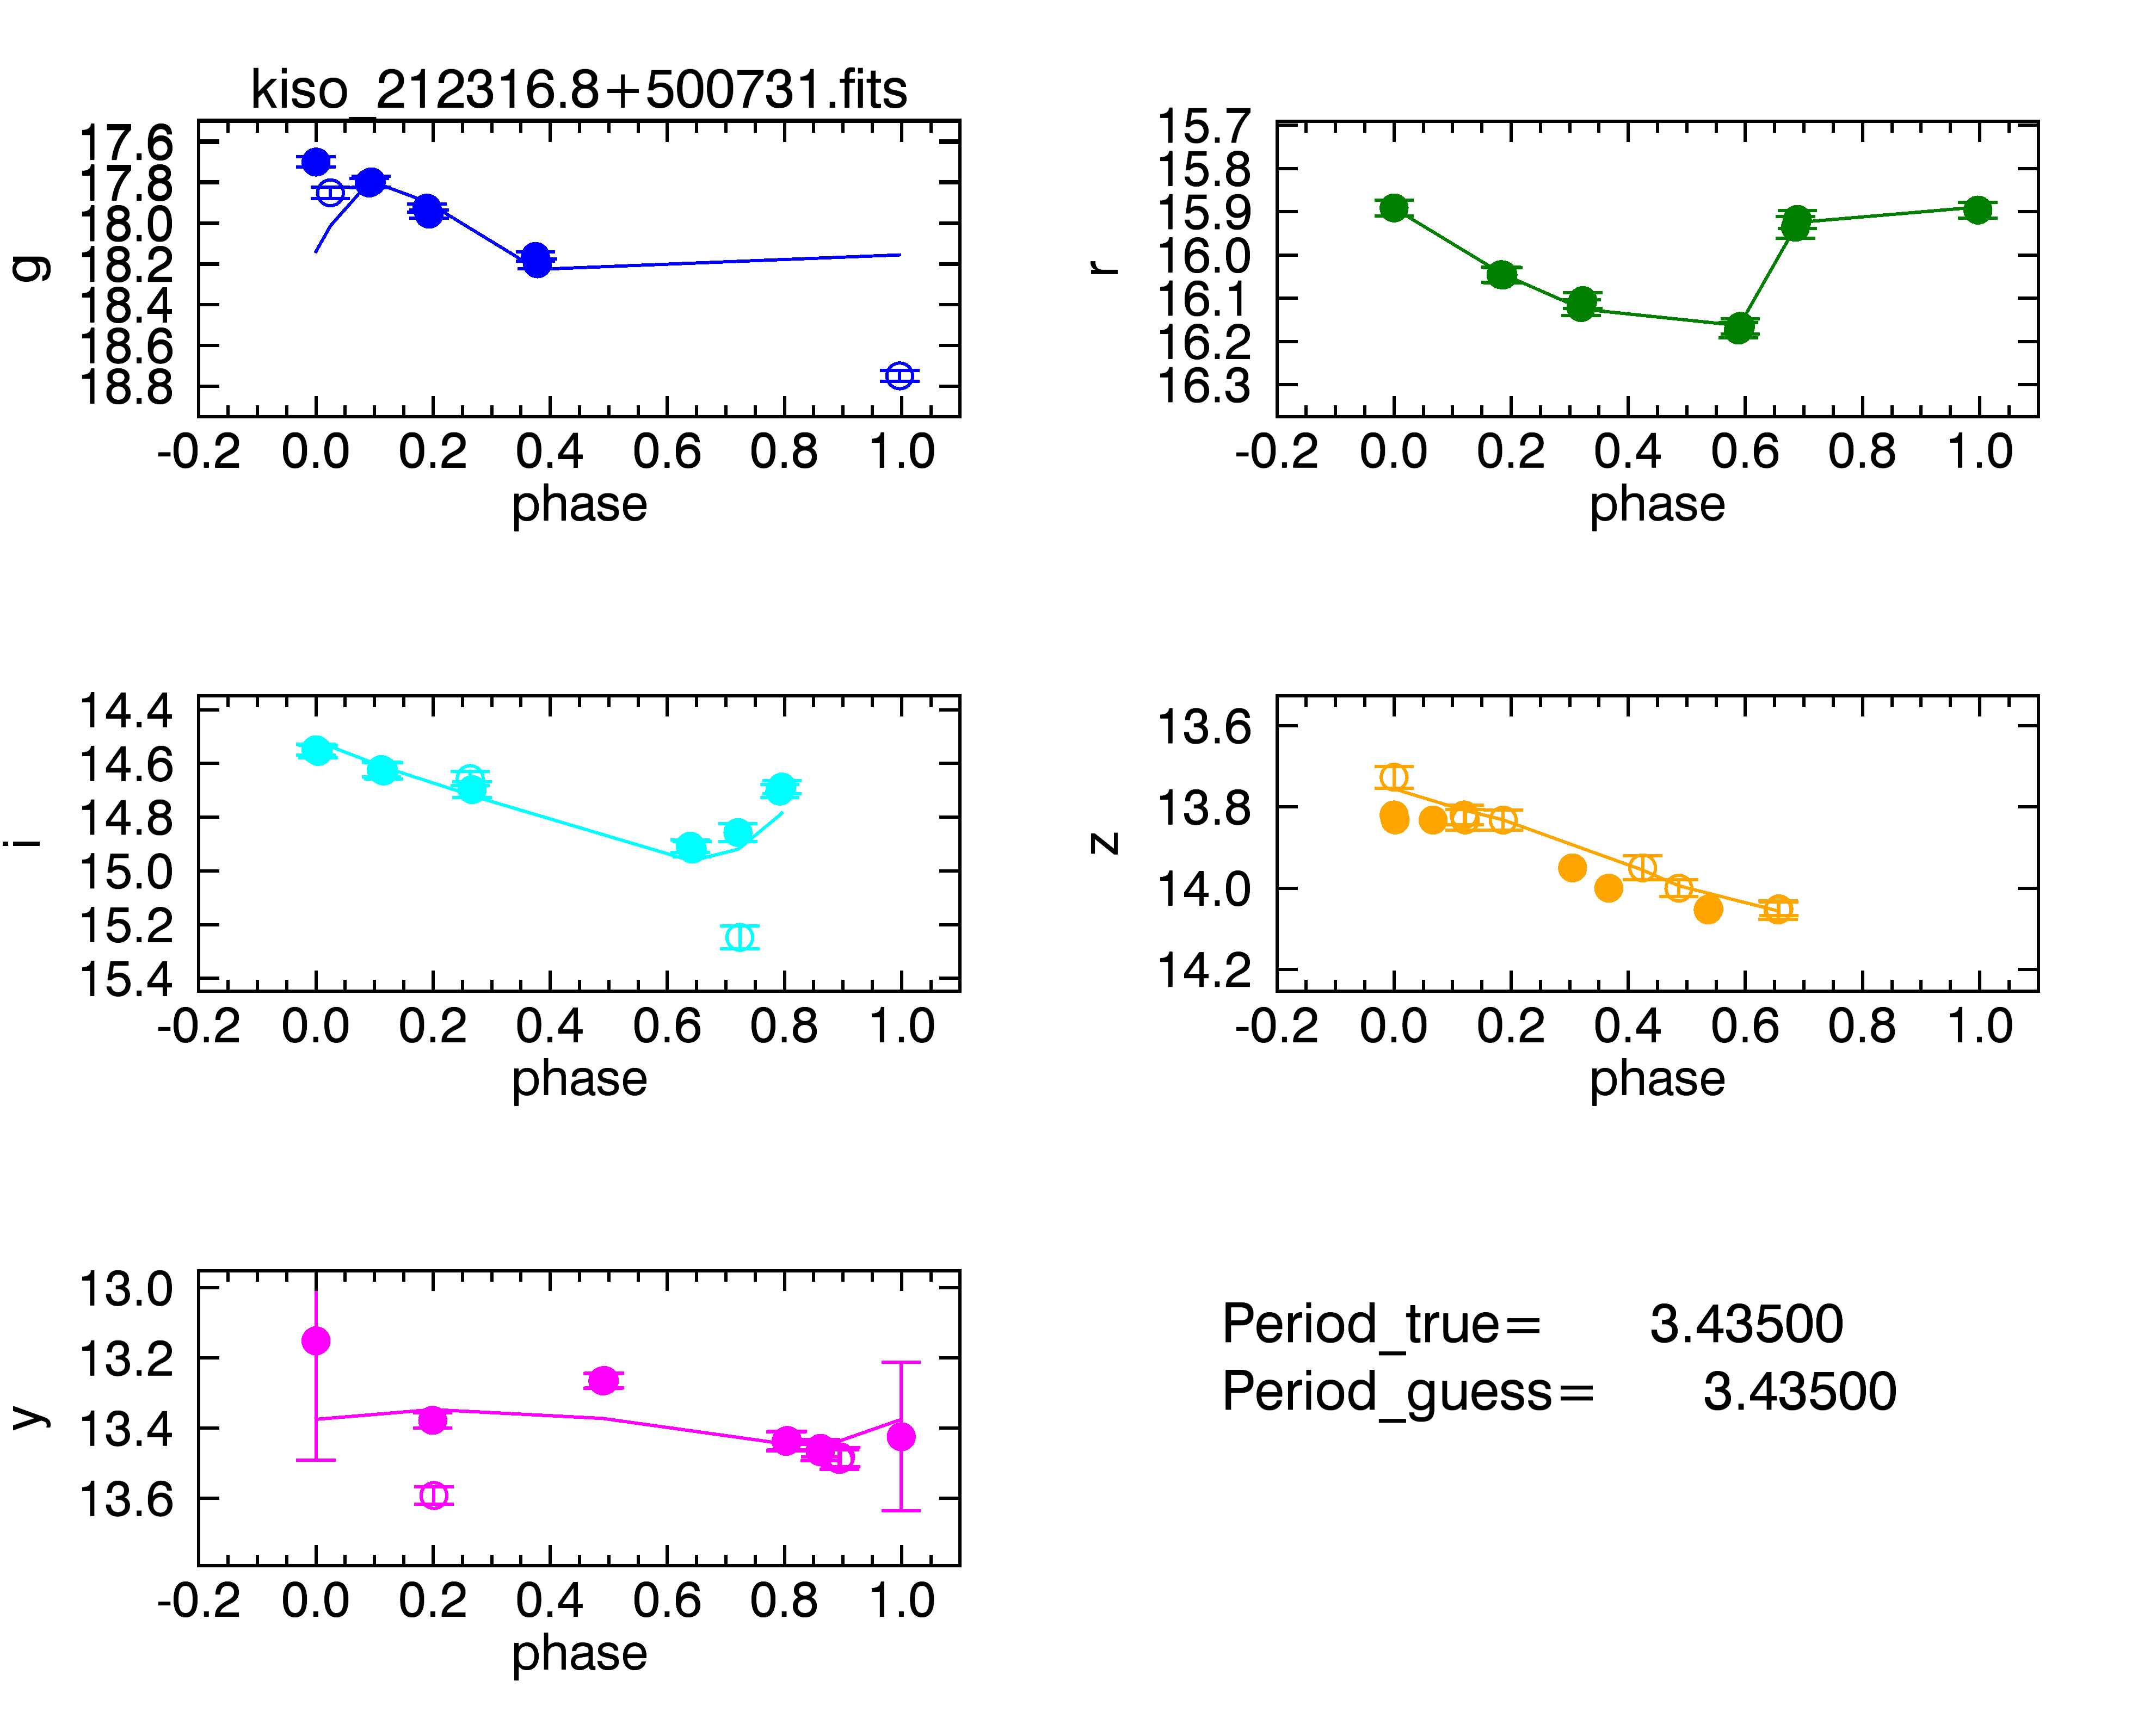 kiso_212316.8+500731.fits
17.6
17.8
18.0
18.2
18.4
18.6
18.8
g
-0.2 0.0 0.2 0.4 0.6 0.8 1.0
phase
15.7
15.8
15.9
16.0
16.1
16.2
16.3
r
-0.2 0.0 0.2 0.4 0.6 0.8 1.0
phase
14.4
14.6
14.8
15.0
15.2
15.4
i
-0.2 0.0 0.2 0.4 0.6 0.8 1.0
phase
13.6
13.8
14.0
14.2
z
-0.2 0.0 0.2 0.4 0.6 0.8 1.0
phase
13.0
13.2
13.4
13.6
y
-0.2 0.0 0.2 0.4 0.6 0.8 1.0
phase
Period_true= 3.43500
Period_guess= 3.43500